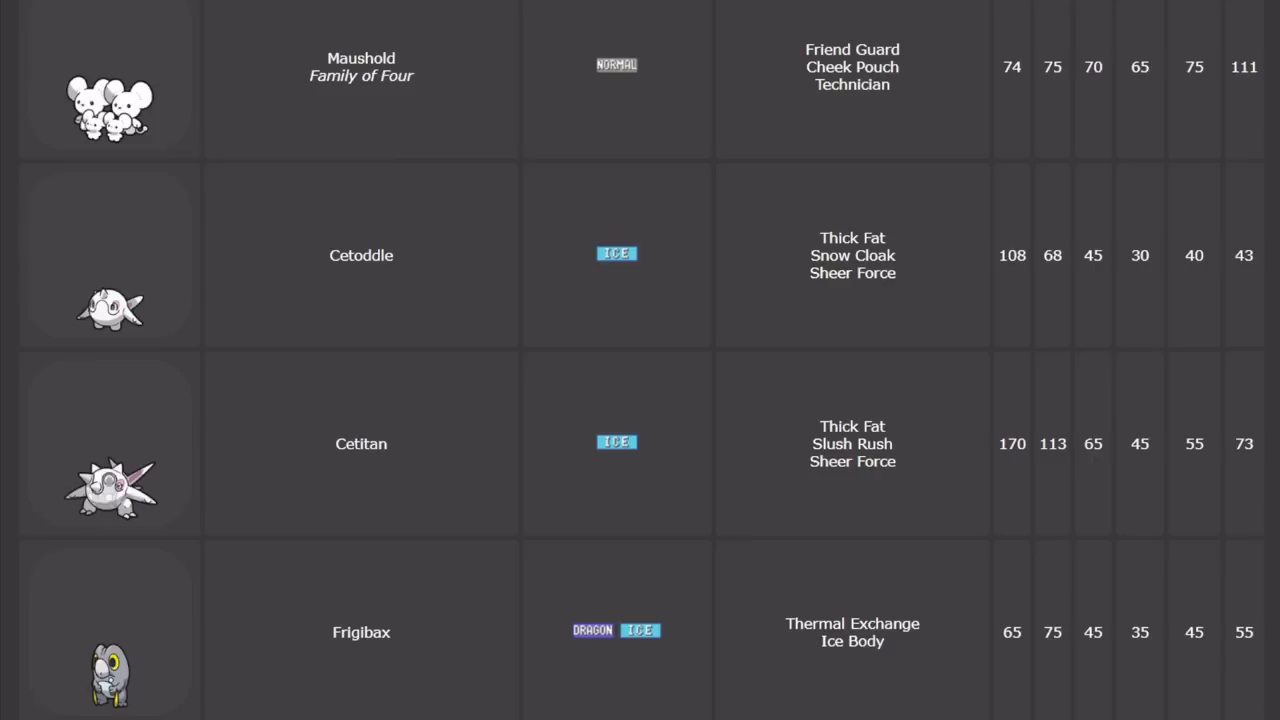 Maushold
Family of Four
NORMAL
Friend Guard
Cheek Pouch
Technician
74 75 70 65 75 111
Cetoddle
ICE
Thick Fat
Snow Cloak
Sheer Force
108 68 45 30 40 43
Cetitan
ICE
Thick Fat
Slush Rush
Sheer Force
170 113 65 45 55 73
Frigibax
DRAGON ICE
Thermal Exchange
Ice Body
65 75 45 35 45 55